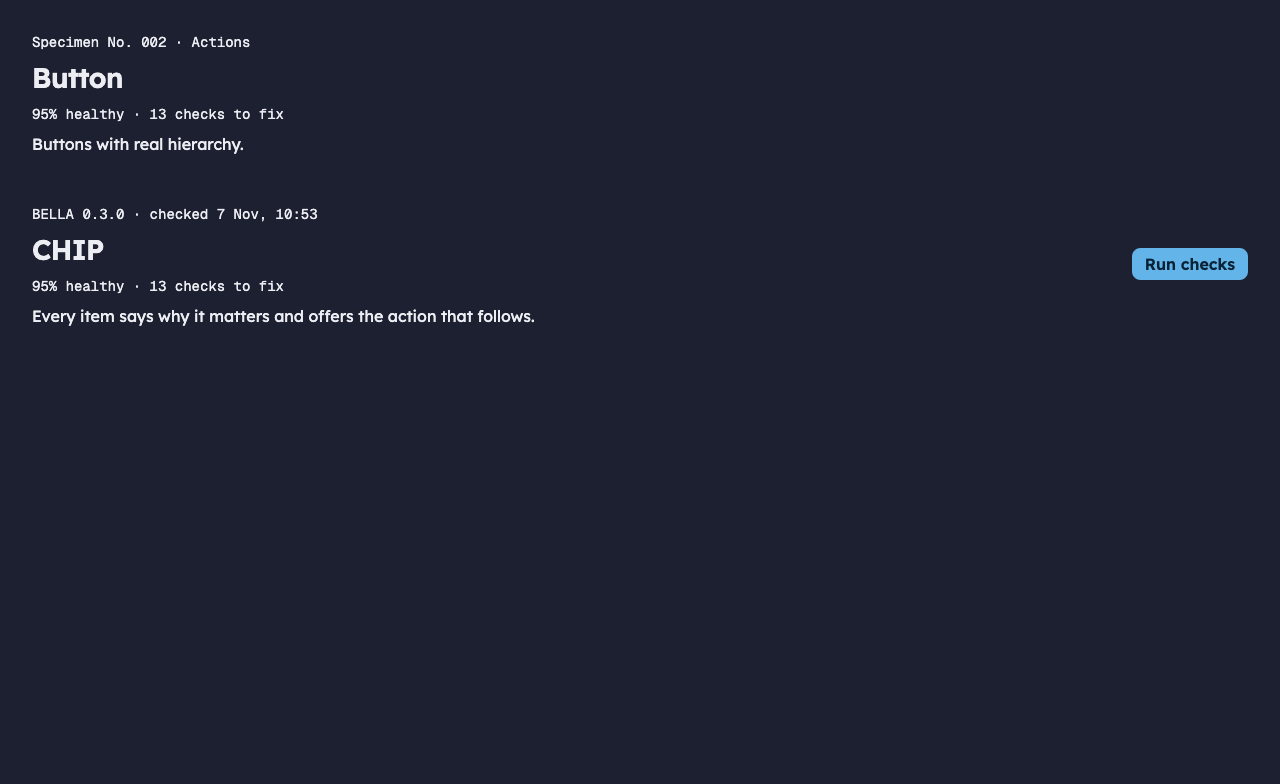 Specimen No. 002 · Actions
Button
95% healthy · 13 checks to fix
Buttons with real hierarchy.
BELLA 0.3.0 · checked 7 Nov, 10:53
CHIP
95% healthy · 13 checks to fix
Every item says why it matters and offers the action that follows.
Run checks